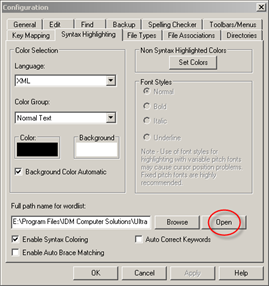 Configuration
General Edit Find Backup Spelling Checker Toolbars/Menus
Key Mapping Syntax Highlighting File Types File Associations Directories
Color Selection
Language:
XML
Color Group:
Normal Text
Color: Background:
Background Color Automatic
Non Syntax Highlighted Colors
Set Colors
Font Styles
Normal
Bold
Italic
Underline
Note - Use of font styles for
highlighting with variable pitch fonts
may cause cursor position problems.
Fixed pitch fonts are highly
recommended.
Full path name for wordlist:
E:\Program Files\IDM Computer Solutions\Ultra Browse Open
Enable Syntax Coloring Auto Correct Keywords
Enable Auto Brace Matching
OK Cancel Apply Help